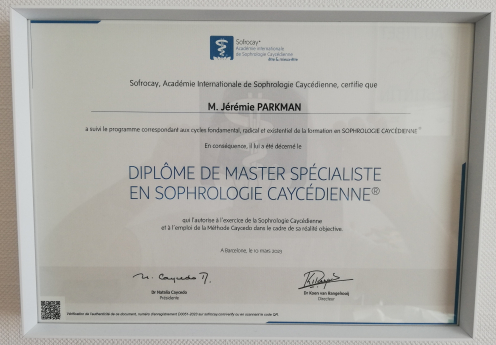 Sofrocay
Académie internationale
de Sophrologie Caycédienne
Sofrocay, Académie Internationale de Sophrologie Caycédienne, certifie que
M. Jérémie PARKMAN
a suivi le programme correspondant aux cycles fondamental, radical et existentiel de la formation en SOPHROLOGIE CAYCÉDIENNE®
En conséquence, il lui a été décerné le
DIPLÔME DE MASTER SPÉCIALISTE
EN SOPHROLOGIE CAYCÉDIENNE®
qui l'autorise à l'exercice de la Sophrologie Caycédienne
et à l'emploi de la Méthode Caycedo dans le cadre de sa réalité objective.
A Barcelone, le 10 mars 2023
Dr Natalia Caycedo
Présidente
Dr Koen van Rangelrooij
Directeur